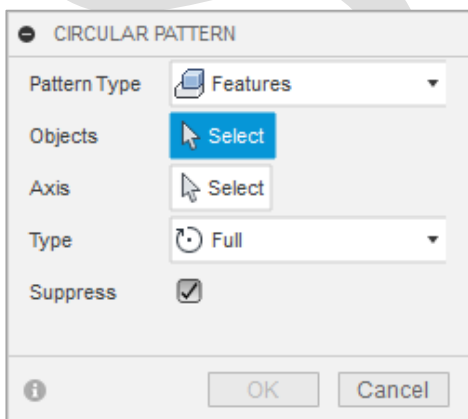 CIRCULAR PATTERN
Pattern Type Features
Objects Select
Axis Select
Type Full
Suppress
OK Cancel